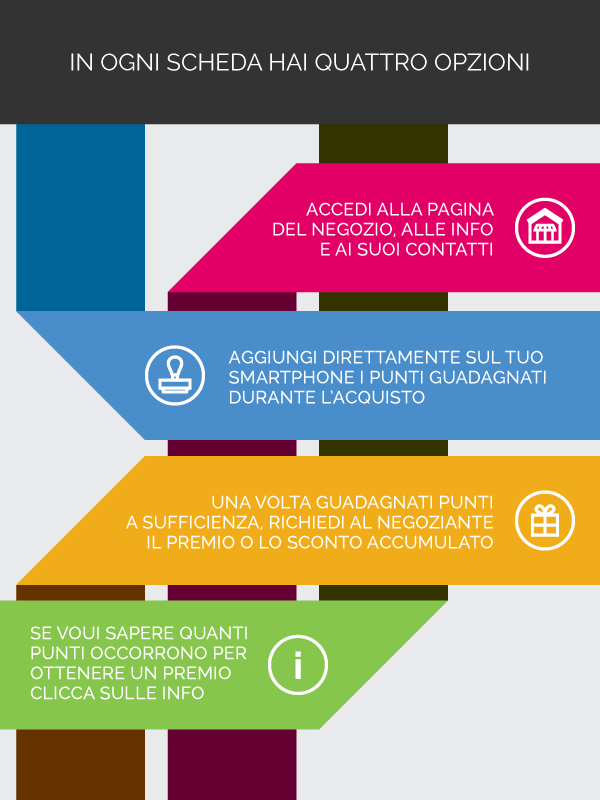 IN OGNI SCHEDA HAI QUATTRO OPZIONI
ACCEDI ALLA PAGINA
DEL NEGOZIO, ALLE INFO
E AI SUOI CONTATTI
AGGIUNGI DIRETTAMENTE SUL TUO
SMARTPHONE I PUNTI GUADAGNATI
DURANTE L'ACQUISTO
UNA VOLTA GUADAGNATI PUNTI
A SUFFICIENZA, RICHIEDI AL NEGOZIANTE
IL PREMIO O LO SCONTO ACCUMULATO
SE VOUI SAPERE QUANTI
PUNTI OCCORRONO PER
OTTENERE UN PREMIO
CLICCA SULLE INFO
i